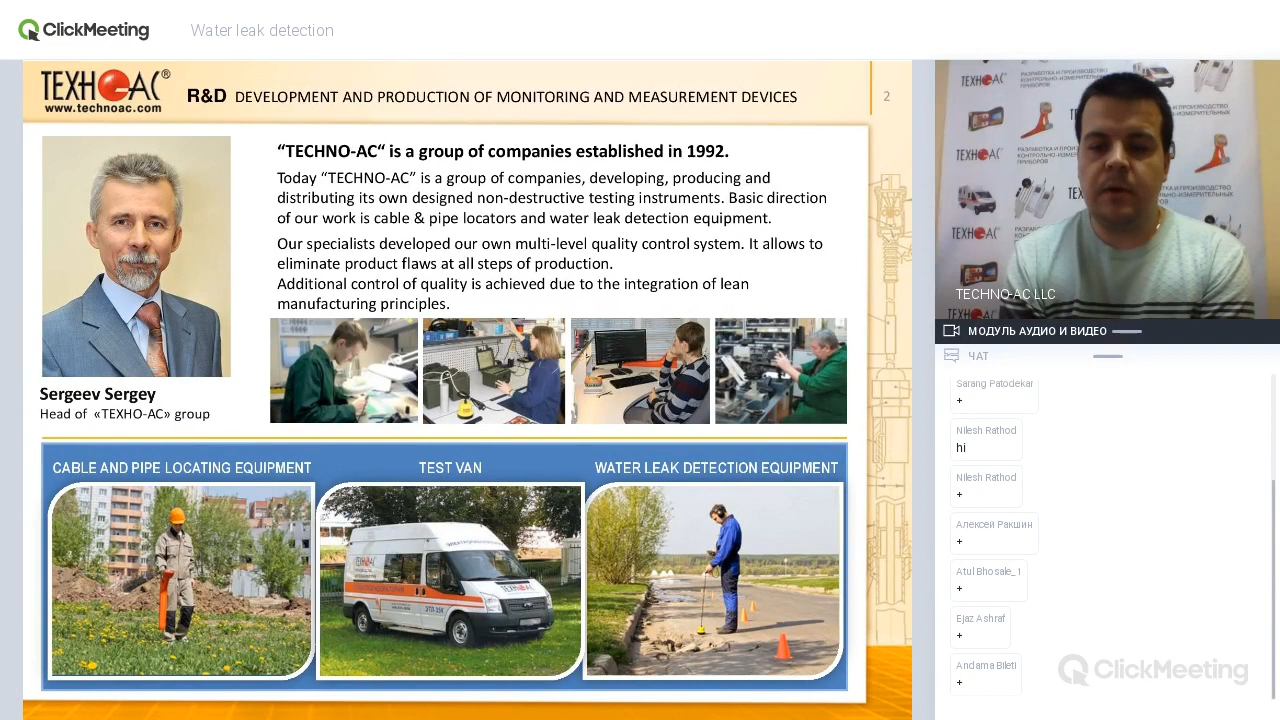 ClickMeeting
Water leak detection
ТЕХНО-АС®
www.technoac.com
R&D DEVELOPMENT AND PRODUCTION OF MONITORING AND MEASUREMENT DEVICES
2
“TECHNO-AC“ is a group of companies established in 1992.
Today “TECHNO-AC” is a group of companies, developing, producing and
distributing its own designed non-destructive testing instruments. Basic direction
of our work is cable & pipe locators and water leak detection equipment.
Our specialists developed our own multi-level quality control system. It allows to
eliminate product flaws at all steps of production.
Additional control of quality is achieved due to the integration of lean
manufacturing principles.
Sergeev Sergey
Head of «ТЕХНО-АС» group
CABLE AND PIPE LOCATING EQUIPMENT
TEST VAN
WATER LEAK DETECTION EQUIPMENT
TECHNO-AC LLC
МОДУЛЬ АУДИО И ВИДЕО
ЧАТ
Sarang Patodekar
+
Nilesh Rathod
hi
Nilesh Rathod
+
Алексей Ракшин
+
Atul Bhosale_1
+
Ejaz Ashraf
+
Andama Bileti
+
ClickMeeting